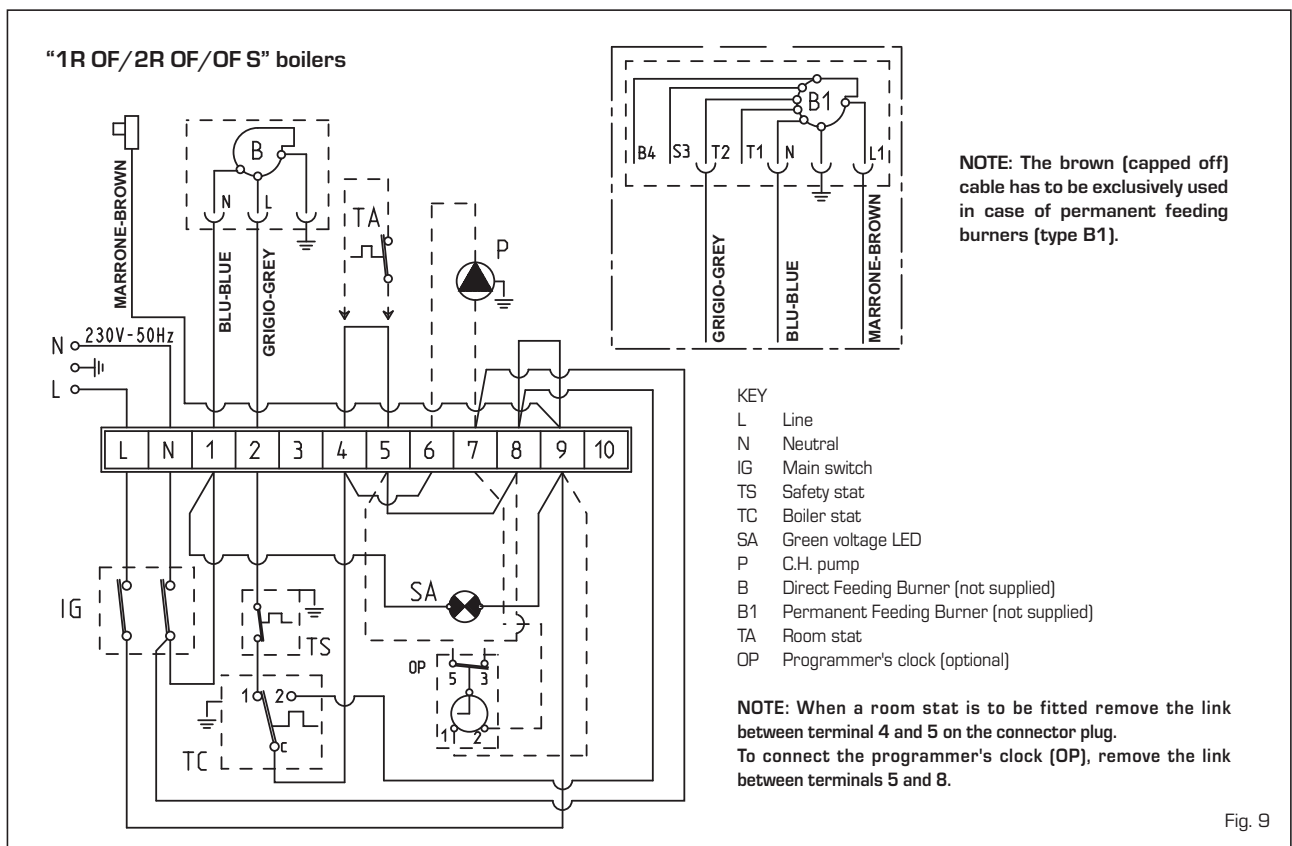 "1R OF/2R OF/OF S" boilers
MARRONE-BROWN
B
N L
BLU-BLUE
GRIGIO-GREY
TA
P
B1
B4 S3 T2 T1 N L1
GRIGIO-GREY
BLU-BLUE
MARRONE-BROWN
NOTE: The brown (capped off)
cable has to be exclusively used
in case of permanent feeding
burners (type B1).
N 230V-50Hz
L
L N 1 2 3 4 5 6 7 8 9 10
IG
TS
SA
OP
5 3
1 2
1 2
C
TC
KEY
L Line
N Neutral
IG Main switch
TS Safety stat
TC Boiler stat
SA Green voltage LED
P C.H. pump
B Direct Feeding Burner (not supplied)
B1 Permanent Feeding Burner (not supplied)
TA Room stat
OP Programmer's clock (optional)
NOTE: When a room stat is to be fitted remove the link
between terminal 4 and 5 on the connector plug.
To connect the programmer's clock (OP), remove the link
between terminals 5 and 8.
Fig. 9